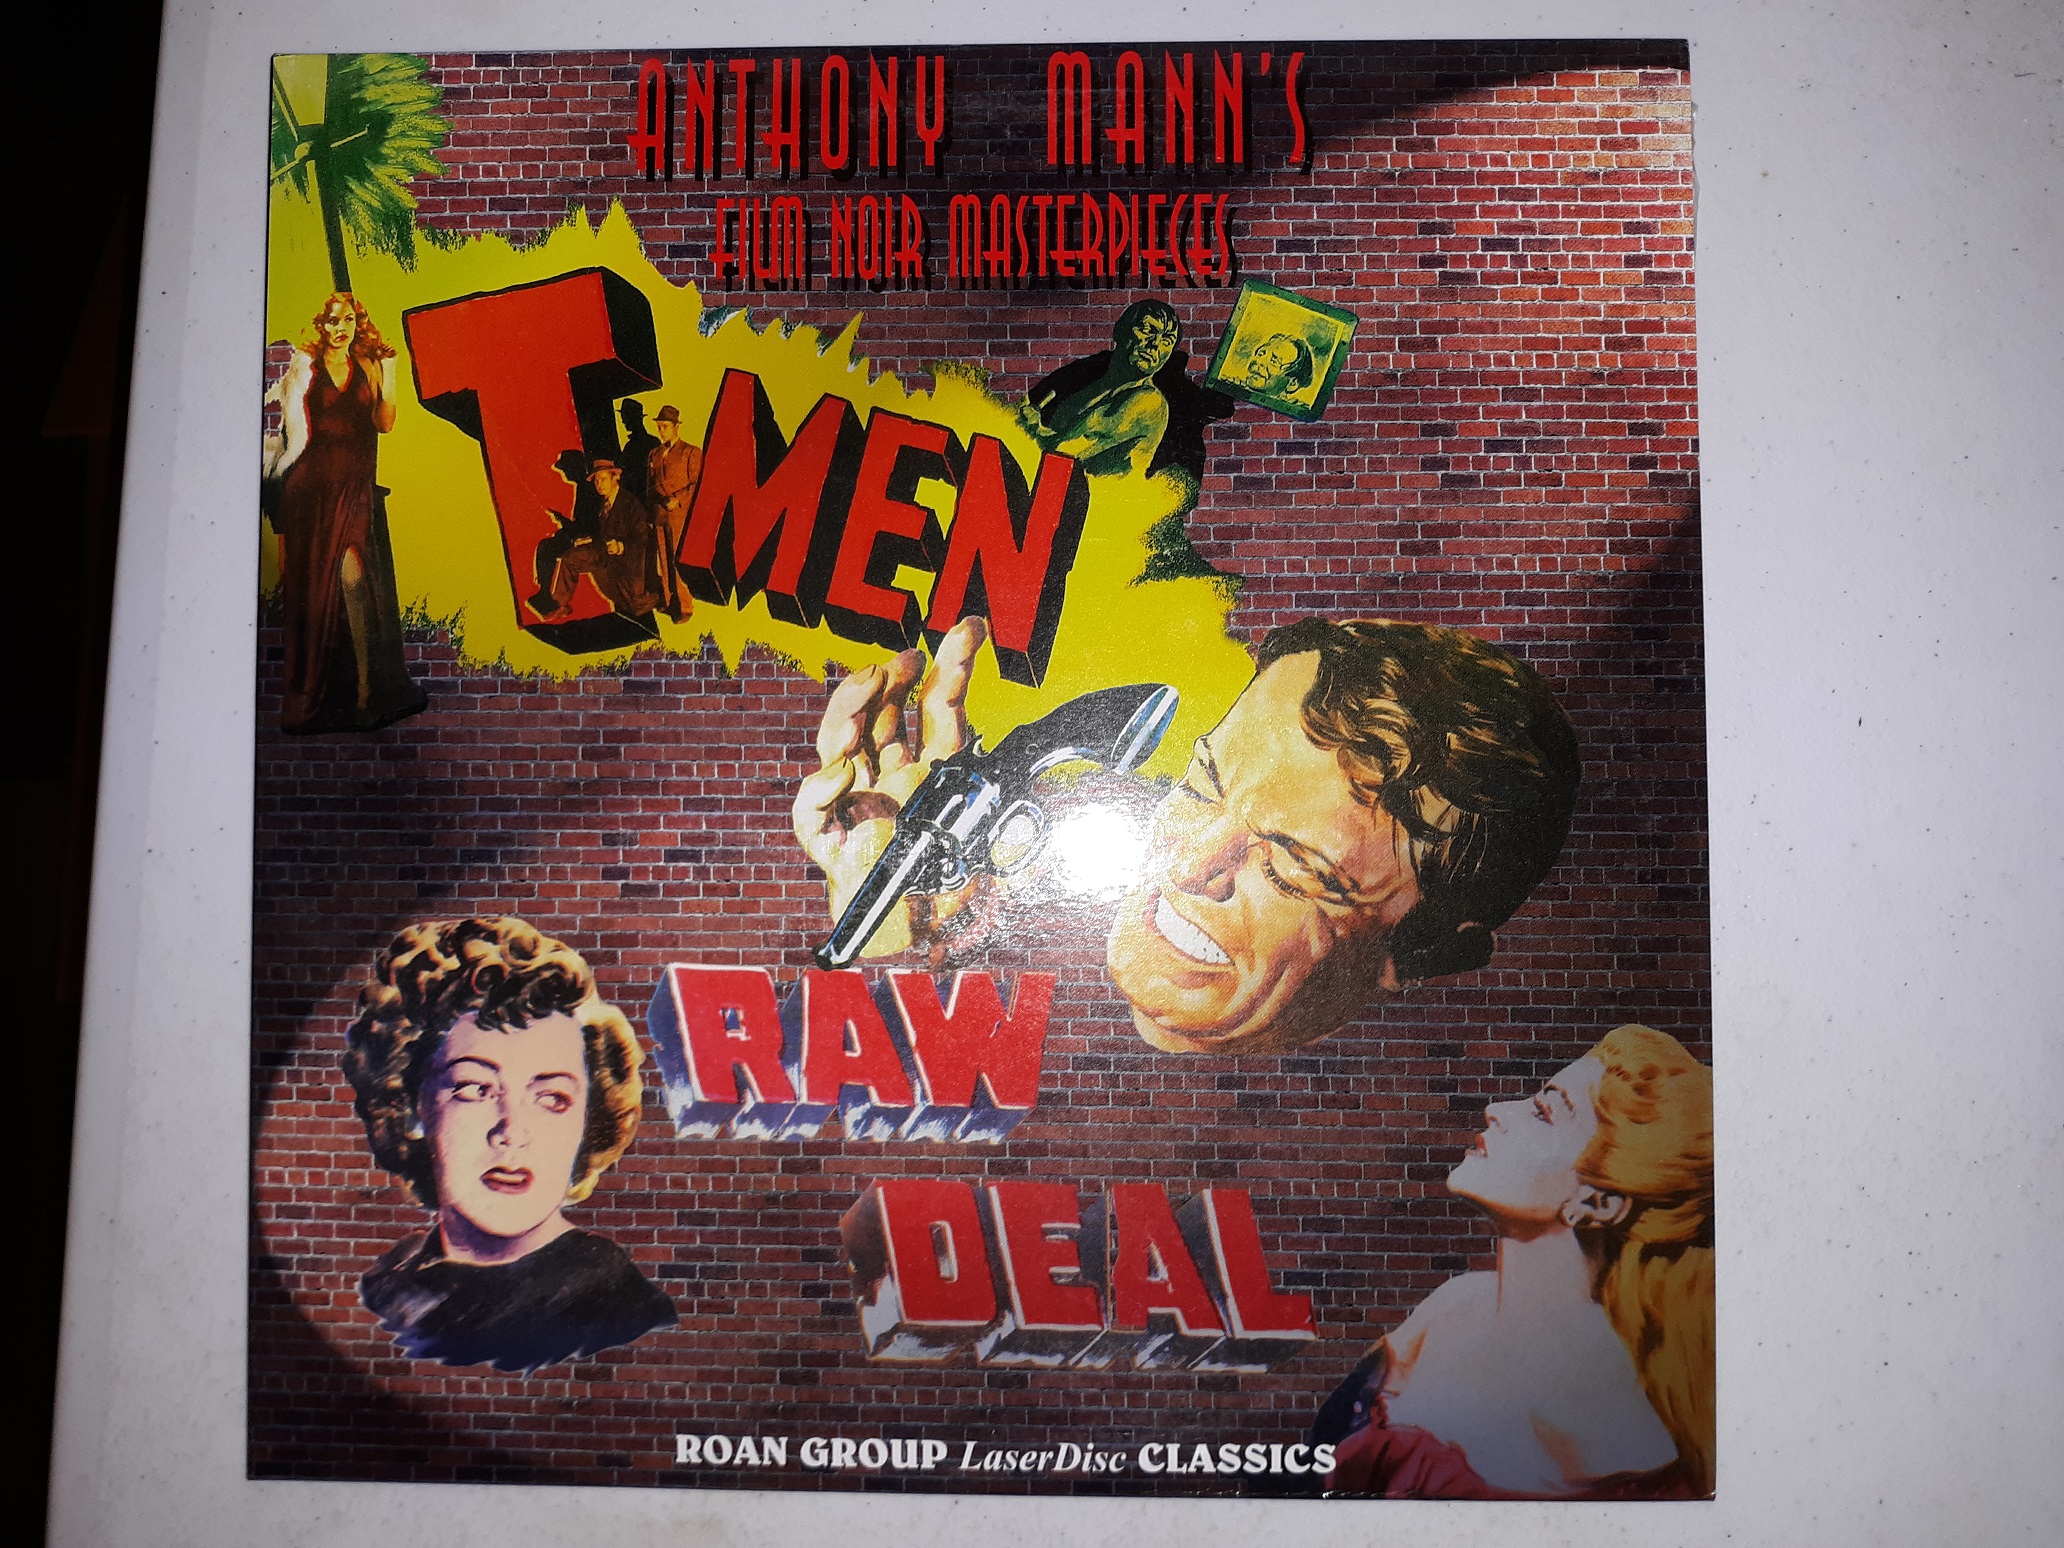 ANTHONY MANN'S
FILM NOIR MASTERPIECES
T-MEN
RAW
DEAL
ROAN GROUP LaserDisc CLASSICS